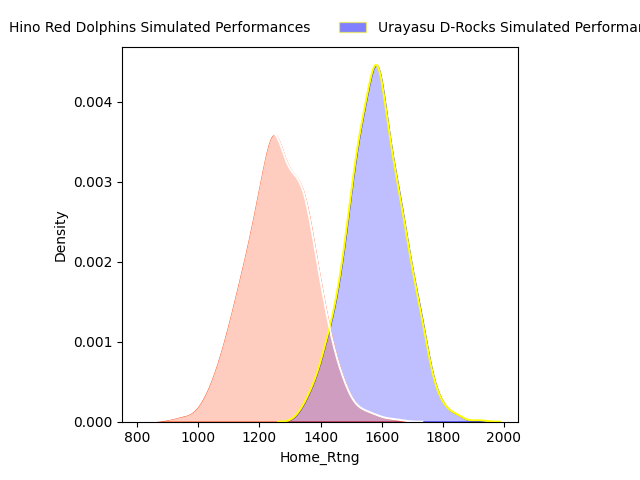 Hino Red Dolphins Simulated Performances
Urayasu D-Rocks Simulated
0.004
0.003
0.002
0.001
0.000
Density
800 1000 1200 1400 1600 1800 2000
Home_Rtng